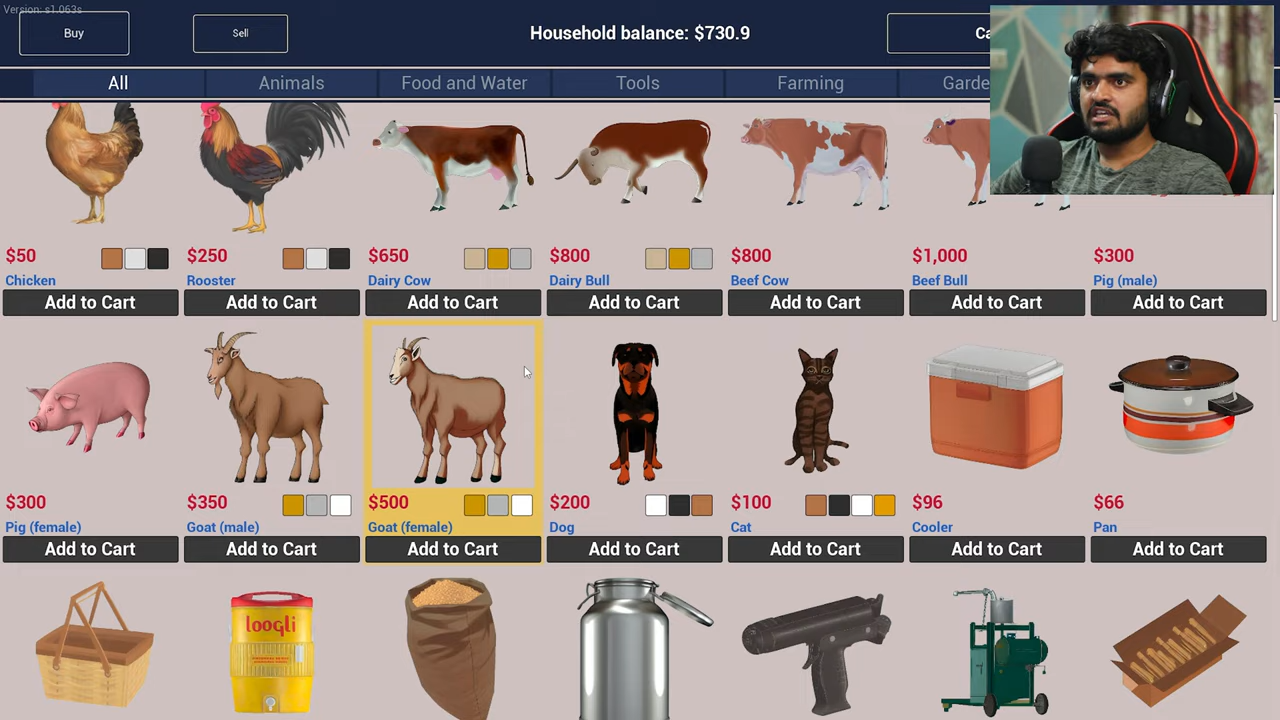 Version: s1.063s
Buy
Sell
Household balance: $730.9
Ca
All
Animals
Food and Water
Tools
Farming
Garde
$50
Chicken
Add to Cart
$250
Rooster
Add to Cart
$650
Dairy Cow
Add to Cart
$800
Dairy Bull
Add to Cart
$800
Beef Cow
Add to Cart
$1,000
Beef Bull
Add to Cart
$300
Pig (male)
Add to Cart
$300
Pig (female)
Add to Cart
$350
Goat (male)
Add to Cart
$500
Goat (female)
Add to Cart
$200
Dog
Add to Cart
$100
Cat
Add to Cart
$96
Cooler
Add to Cart
$66
Pan
Add to Cart
loogli